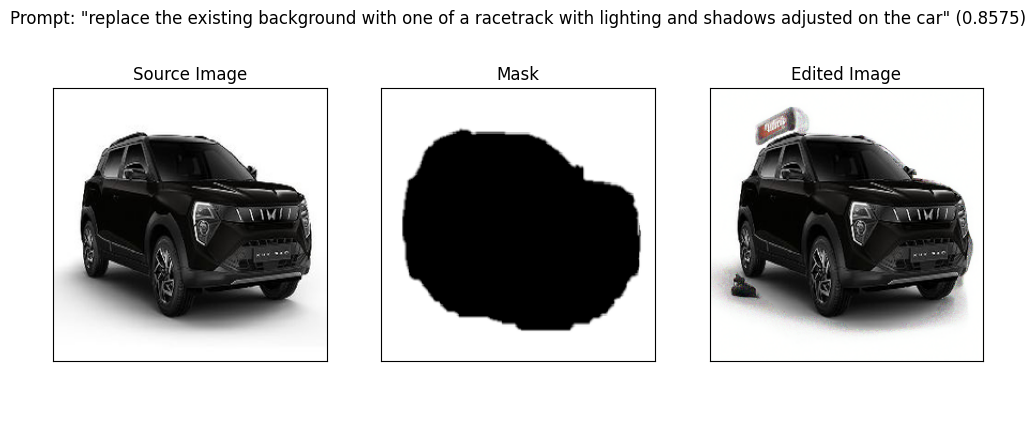 Prompt: "replace the existing background with one of a racetrack with lighting and shadows adjusted on the car" (0.8575)
Source Image
Mask
Edited Image